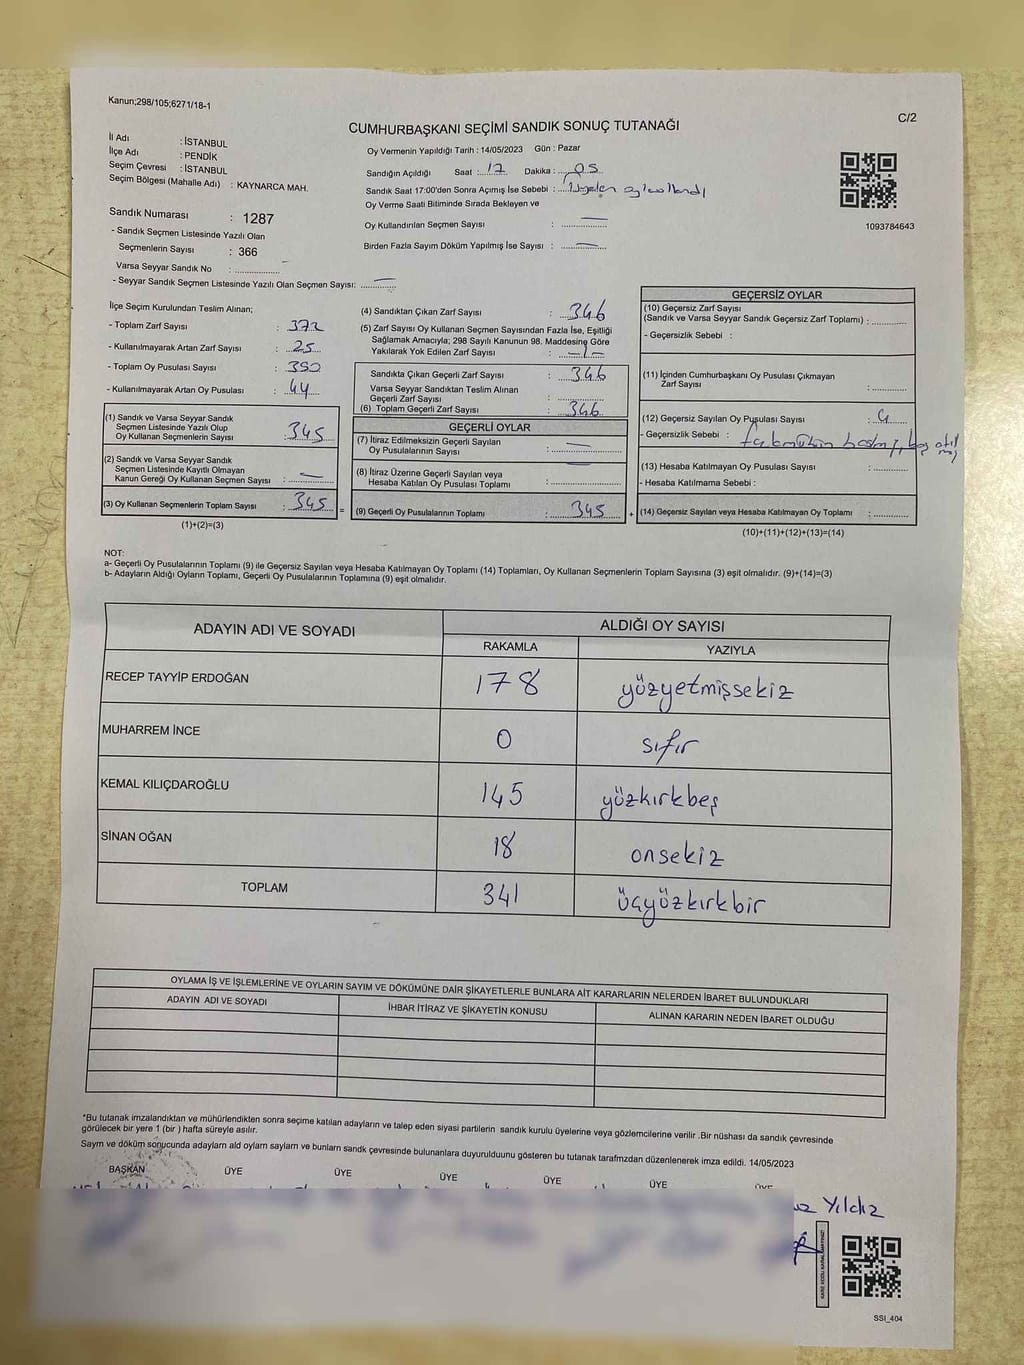 Kanun;298/105;6271/18-1
C/2
CUMHURBAŞKANI SEÇİMİ SANDIK SONUÇ TUTANAĞI
İl Adı : İSTANBUL
İlçe Adı : PENDİK
Seçim Çevresi : İSTANBUL
Seçim Bölgesi (Mahalle Adı) : KAYNARCA MAH.
Sandık Numarası : 1287
- Sandık Seçmen Listesinde Yazılı Olan
Seçmenlerin Sayısı : 366
Varsa Seyyar Sandık No : ................
- Seyyar Sandık Seçmen Listesinde Yazılı Olan Seçmen Sayısı: —
Oy Vermenin Yapıldığı Tarih : 14/05/2023 Gün : Pazar
Sandığın Açıldığı Saat : 17 Dakika : 05
Sandık Saat 17:00'den Sonra Açımış İse Sebebi :
Oy Verme Saati Bitiminde Sırada Bekleyen ve
Oy Kullandırılan Seçmen Sayısı : —
Birden Fazla Sayım Döküm Yapılmış İse Sayısı : —
1093784643
İlçe Seçim Kurulundan Teslim Alınan;
- Toplam Zarf Sayısı : 372
- Kullanılmayarak Artan Zarf Sayısı : 25
- Toplam Oy Pusulası Sayısı : 390
- Kullanılmayarak Artan Oy Pusulası : 44
(1) Sandık ve Varsa Seyyar Sandık
Seçmen Listesinde Yazılı Olup
Oy Kullanan Seçmenlerin Sayısı : 345
(2) Sandık ve Varsa Seyyar Sandık
Seçmen Listesinde Kayıtlı Olmayan
Kanun Gereği Oy Kullanan Seçmen Sayısı : —
(3) Oy Kullanan Seçmenlerin Toplam Sayısı : 345 =
(1)+(2)=(3)
(4) Sandıktan Çıkan Zarf Sayısı : 346
(5) Zarf Sayısı Oy Kullanan Seçmen Sayısından Fazla İse, Eşitliği
Sağlamak Amacıyla; 298 Sayılı Kanunun 98. Maddesine Göre
Yakılarak Yok Edilen Zarf Sayısı : —/—
Sandıkta Çıkan Geçerli Zarf Sayısı : 346
Varsa Seyyar Sandıktan Teslim Alınan
Geçerli Zarf Sayısı : ................
(6) Toplam Geçerli Zarf Sayısı : 346
GEÇERLİ OYLAR
(7) İtiraz Edilmeksizin Geçerli Sayılan
Oy Pusulası Sayısı : —
(8) İtiraz Üzerine Geçerli Sayılan veya
Hesaba Katılan Oy Pusulası Toplamı : —
(9) Geçerli Oy Pusulalarının Toplamı : 345 +
GEÇERSİZ OYLAR
(10) Geçersiz Zarf Sayısı
(Sandık ve Varsa Seyyar Sandık Geçersiz Zarf Toplamı) : ..........
- Geçersizlik Sebebi :
(11) İçinden Cumhurbaşkanı Oy Pusulası Çıkmayan
Zarf Sayısı : ..........
(12) Geçersiz Sayılan Oy Pusulası Sayısı : 4
- Geçersizlik Sebebi :
(13) Hesaba Katılmayan Oy Pusulası Sayısı : ..........
- Hesaba Katılmama Sebebi :
(14) Geçersiz Sayılan veya Hesaba Katılmayan Oy Toplamı : ..........
(10)+(11)+(12)+(13)=(14)
NOT:
a- Geçerli Oy Pusulalarının Toplamı (9) ile Geçersiz Sayılan veya Hesaba Katılmayan Oy Toplamı (14) Toplamları, Oy Kullanan Seçmenlerin Toplam Sayısına (3) eşit olmalıdır. (9)+(14)=(3)
b- Adayların Aldığı Oyların Toplamı, Geçerli Oy Pusulalarının Toplamına (9) eşit olmalıdır.
ADAYIN ADI VE SOYADI
ALDIĞI OY SAYISI
RAKAMLA YAZIYLA
RECEP TAYYİP ERDOĞAN 178 yüzyetmişsekiz
MUHARREM İNCE 0 sıfır
KEMAL KILIÇDAROĞLU 145 yüzkırkbeş
SİNAN OĞAN 18 onsekiz
TOPLAM 341 üçyüzkırkbir
OYLAMA İŞ VE İŞLEMLERİNE VE OYLARIN SAYIM VE DÖKÜMÜNE DAİR ŞİKAYETLERLE BUNLARA AİT KARARLARIN NELERDEN İBARET BULUNDUKLARI
ADAYIN ADI VE SOYADI İHBAR İTİRAZ VE ŞİKAYETİN KONUSU ALINAN KARARIN NEDEN İBARET OLDUĞU
*Bu tutanak imzalandıktan ve mühürlendikten sonra seçime katılan adayların ve talep eden siyasi partilerin sandık kurulu üyelerine veya gözlemcilerine verilir .Bir nüshası da sandık çevresinde
görülecek bir yere 1 (bir ) hafta süreyle asılır.
Sayım ve döküm sonucunda adayların ald oyların sayların ve bunların sandk çevresinde bulunanlara duyurulduunu gösteren bu tutanak tarafmzdan düzenlenerek imza edildi. 14/05/2023
BAŞKAN ÜYE ÜYE ÜYE ÜYE ÜYE ÜYE
Yıldız
SSI_404